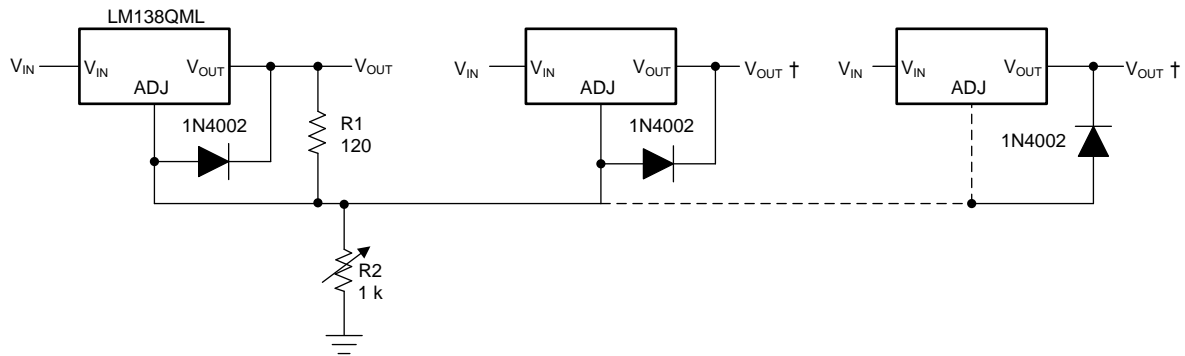 LM138QML
V_IN V_IN V_OUT V_OUT
ADJ
1N4002
R1
120
R2
1 k
V_IN V_IN V_OUT V_OUT †
ADJ
1N4002
V_IN V_IN V_OUT V_OUT †
ADJ
1N4002